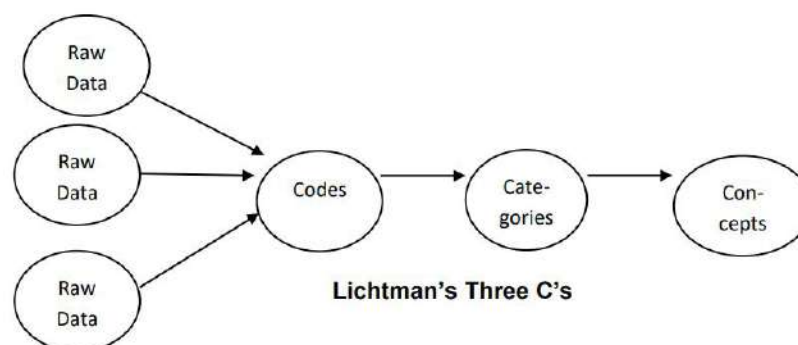 Raw
Data
Raw
Data
Raw
Data
Codes
Cate-
gories
Con-
cepts
Lichtman's Three C's